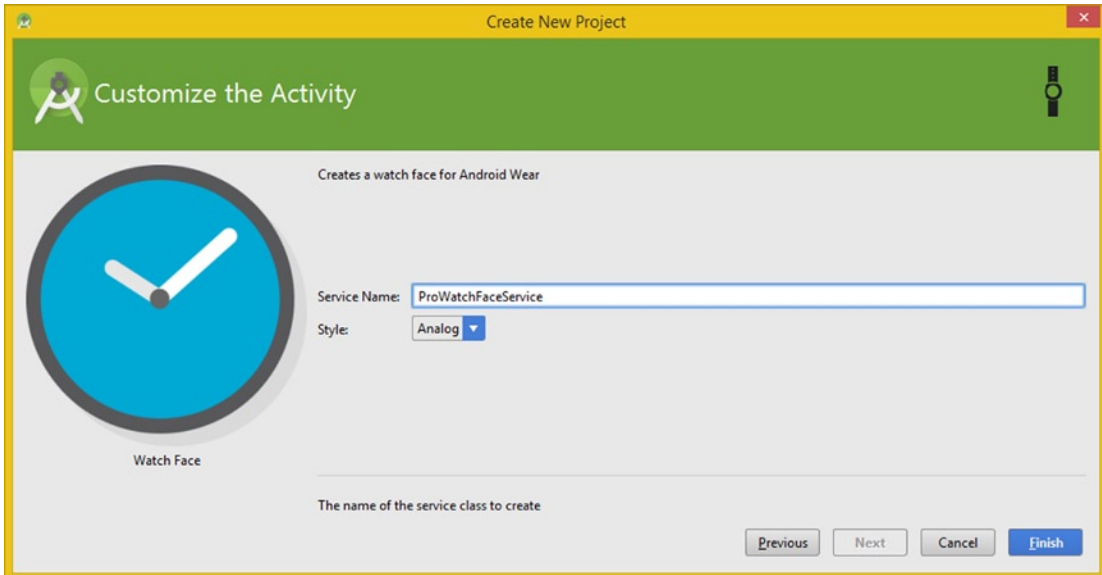 Create New Project
Customize the Activity
Creates a watch face for Android Wear
Service Name: ProWatchFaceService
Style: Analog
Watch Face
The name of the service class to create
Previous Next Cancel Finish